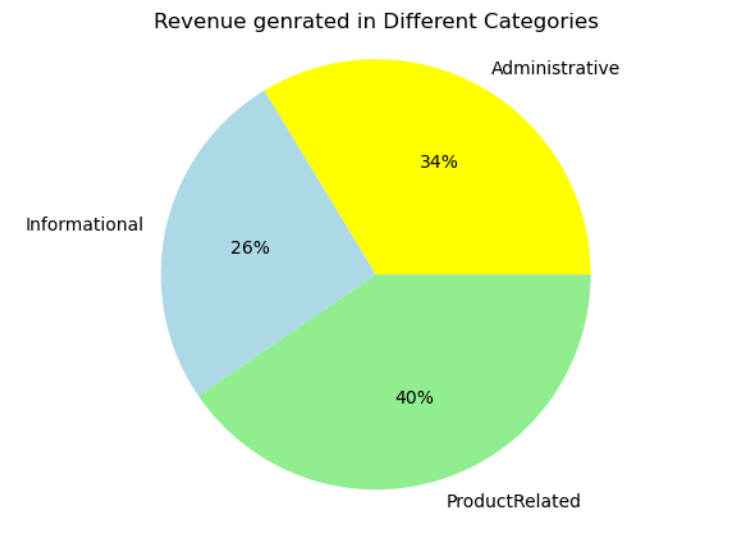 Revenue genrated in Different Categories
Administrative
34%
Informational
26%
40%
ProductRelated